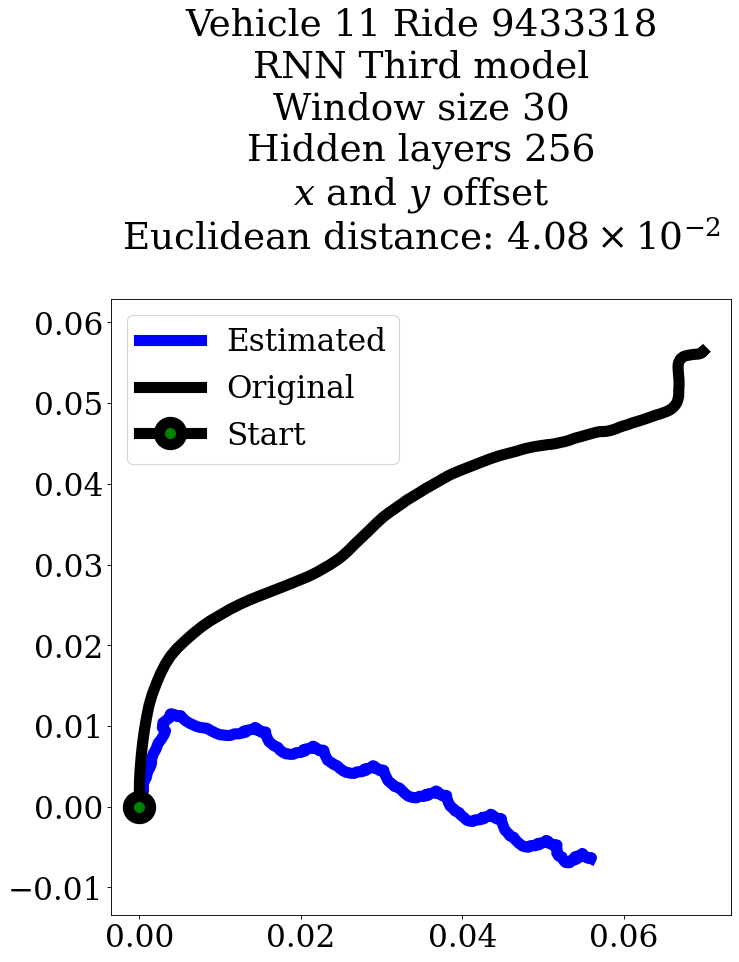 Vehicle 11 Ride 9433318
RNN Third model
Window size 30
Hidden layers 256
x and y offset
Euclidean distance: 4.08 × 10⁻²
Estimated
Original
Start
0.06
0.05
0.04
0.03
0.02
0.01
0.00
−0.01
0.00 0.02 0.04 0.06